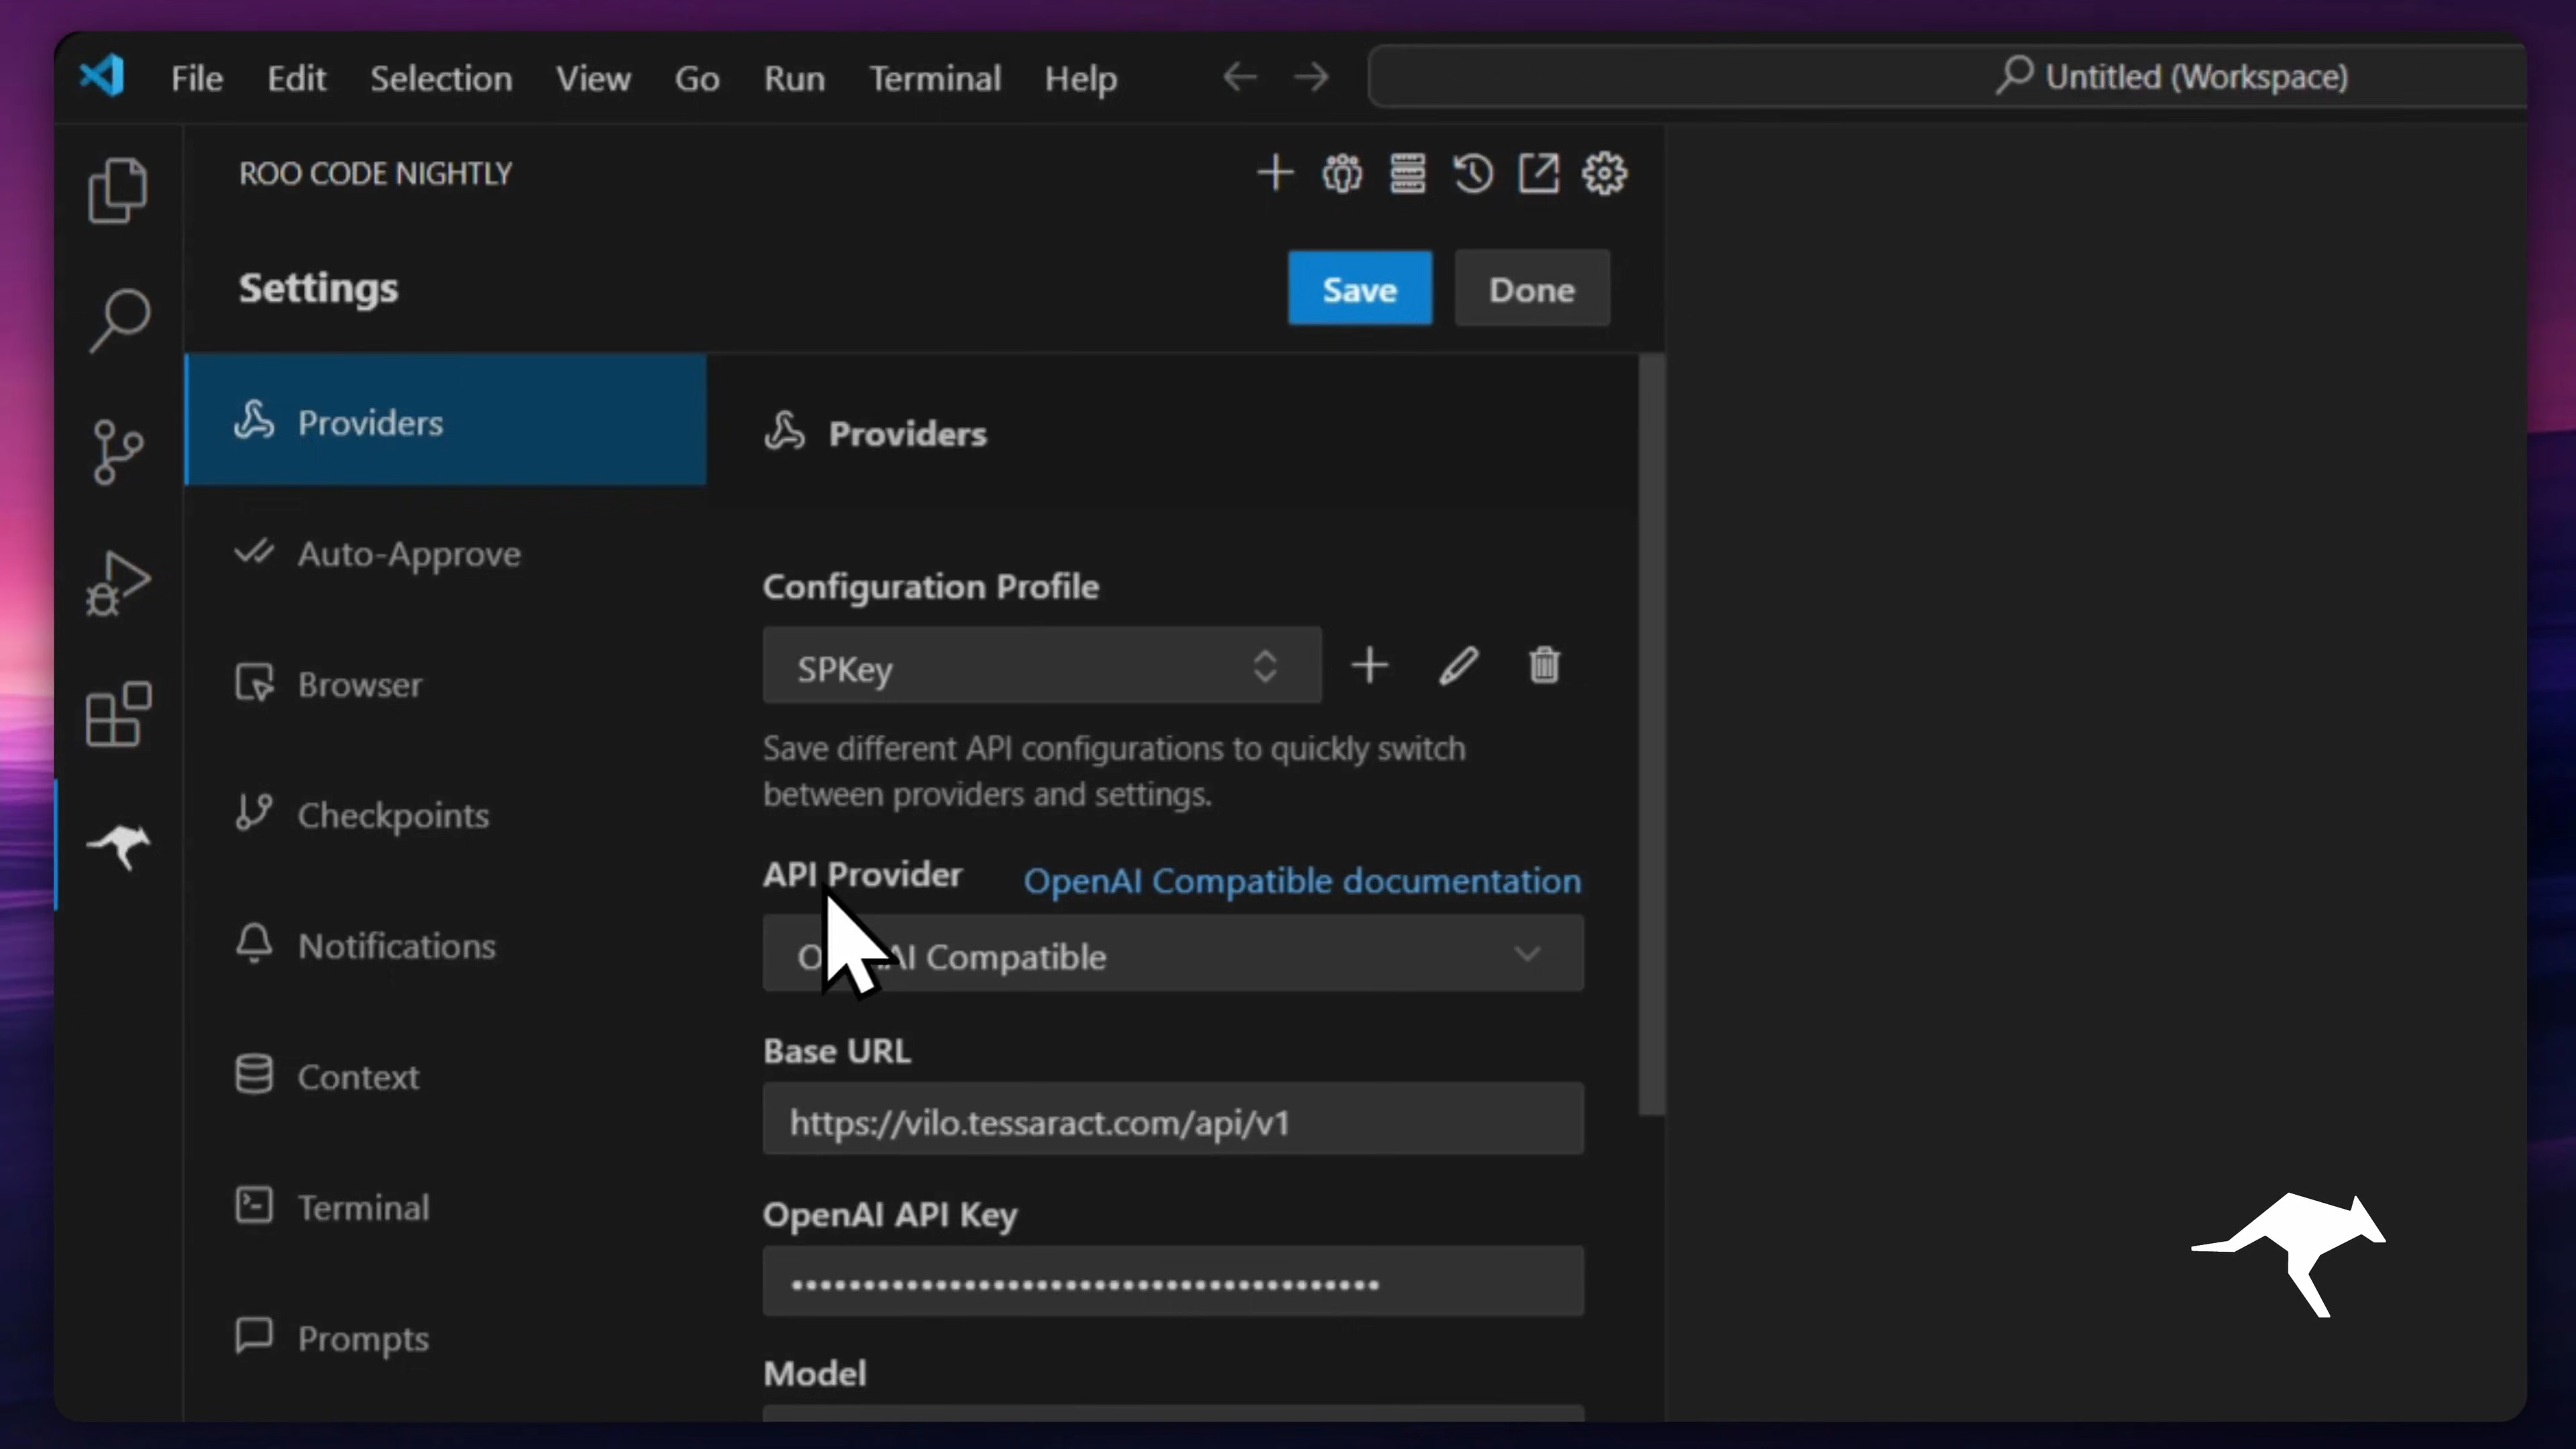 File Edit Selection View Go Run Terminal Help
Untitled (Workspace)
ROO CODE NIGHTLY
Settings
Save
Done
Providers
Auto-Approve
Browser
Checkpoints
Notifications
Context
Terminal
Prompts
Providers
Configuration Profile
SPKey
Save different API configurations to quickly switch
between providers and settings.
API Provider
OpenAI Compatible documentation
AI Compatible
Base URL
https://vilo.tessaract.com/api/v1
OpenAI API Key
••••••••••••••••••••••••••••••••••••••••••
Model